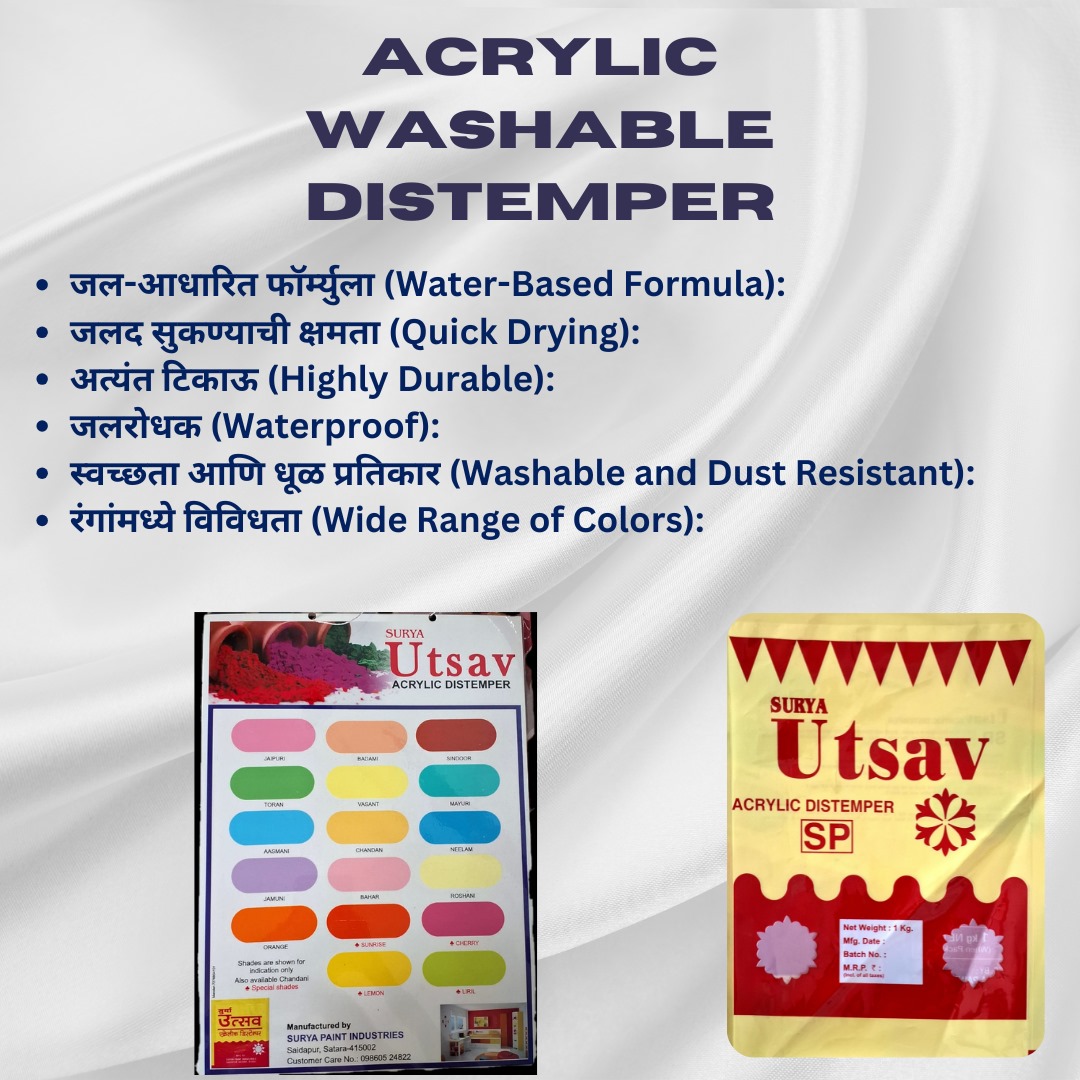 ACRYLIC
WASHABLE
DISTEMPER
• जल-आधारित फॉर्म्युला (Water-Based Formula):
• जलद सुकण्याची क्षमता (Quick Drying):
• अत्यंत टिकाऊ (Highly Durable):
• जलरोधक (Waterproof):
• स्वच्छता आणि धूळ प्रतिकार (Washable and Dust Resistant):
• रंगांमध्ये विविधता (Wide Range of Colors):
SURYA
Utsav
ACRYLIC DISTEMPER
JAIPURI BADAMI SINDOOR
TORAN VASANT MAYURI
AASMANI CHANDAN NEELAM
JAMUNI BAHAR ROSHANI
ORANGE ♠ SUNRISE ♠ CHERRY
Shades are shown for
indication only
Also available Chandani
♠ Special shades
♠ LEMON ♠ LIRIL
सुर्या
उत्सव
Manufactured by
SURYA PAINT INDUSTRIES
Saidapur, Satara-415002
Customer Care No.: 098605 24822
SURYA
Utsav
ACRYLIC DISTEMPER
SP
Net Weight : 1 Kg.
Mfg. Date :
Batch No. :
M.R.P. ₹ :
(Incl. of all taxes)